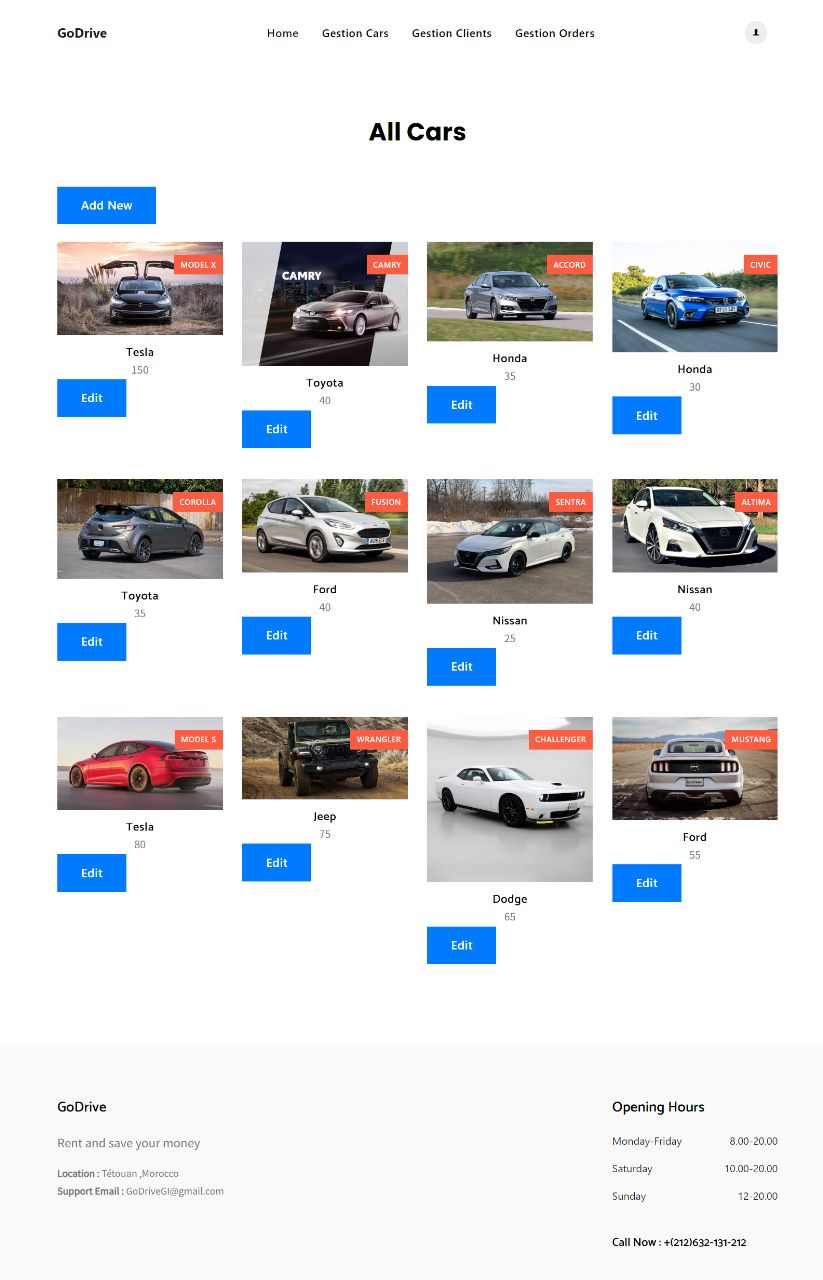 GoDrive
Home Gestion Cars Gestion Clients Gestion Orders
All Cars
Add New
MODEL X
Tesla
150
Edit
CAMRY
CAMRY
Toyota
40
Edit
ACCORD
Honda
35
Edit
CIVIC
Honda
30
Edit
COROLLA
Toyota
35
Edit
FUSION
Ford
40
Edit
SENTRA
Nissan
25
Edit
ALTIMA
Nissan
40
Edit
MODEL S
Tesla
80
Edit
WRANGLER
Jeep
75
Edit
CHALLENGER
Dodge
65
Edit
MUSTANG
Ford
55
Edit
GoDrive
Rent and save your money
Location : Tétouan ,Morocco
Support Email : GoDriveGI@gmail.com
Opening Hours
Monday-Friday 8.00-20.00
Saturday 10.00-20.00
Sunday 12-20.00
Call Now : +(212)632-131-212